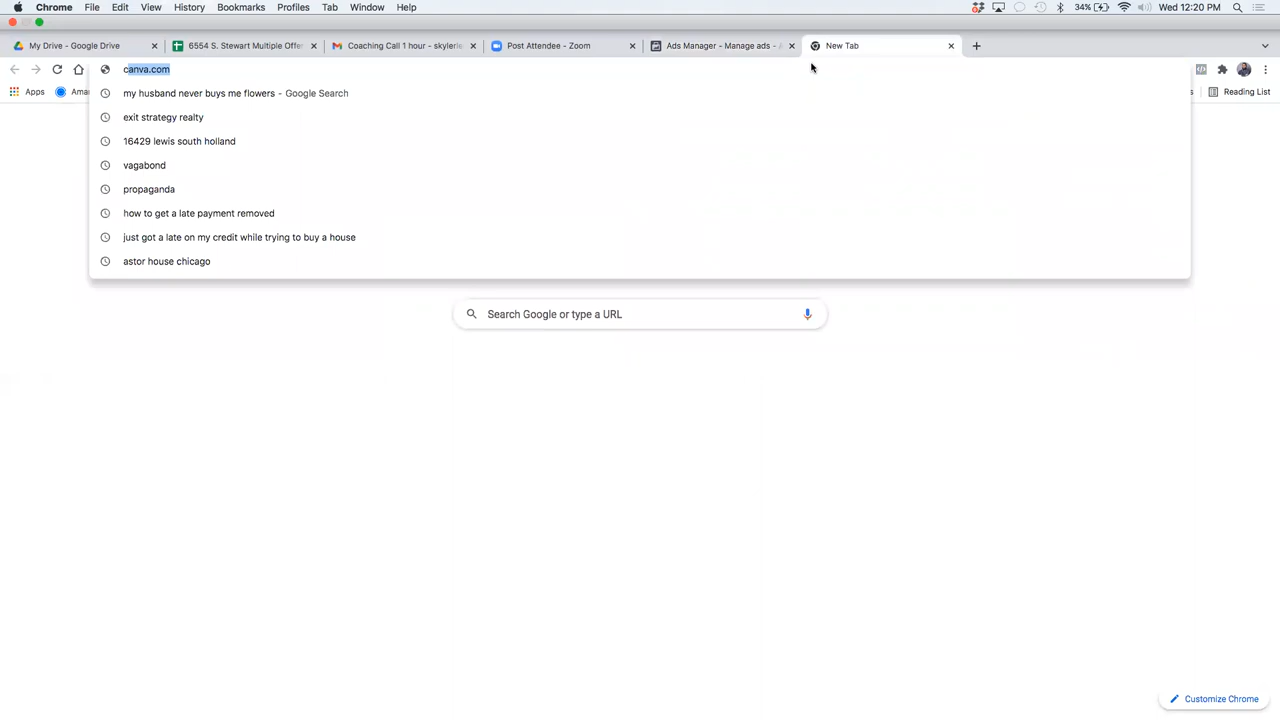 Chrome File Edit View History Bookmarks Profiles Tab Window Help 34% Wed 12:20 PM
My Drive - Google Drive 6554 S. Stewart Multiple Offer Coaching Call 1 hour - skylerle Post Attendee - Zoom Ads Manager - Manage ads - New Tab
canva.com
Apps Ama Reading List
my husband never buys me flowers - Google Search
exit strategy realty
16429 lewis south holland
vagabond
propaganda
how to get a late payment removed
just got a late on my credit while trying to buy a house
astor house chicago
Search Google or type a URL
Customize Chrome